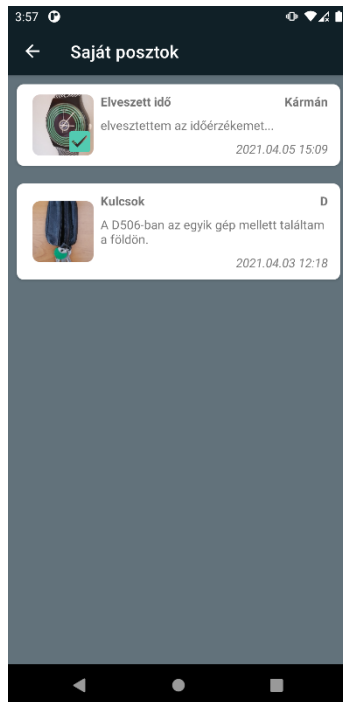 3:57
Saját posztok
Elveszett idő Kármán
elvesztettem az időérzékemet...
2021.04.05 15:09
Kulcsok D
A D506-ban az egyik gép mellett találtam
a földön.
2021.04.03 12:18